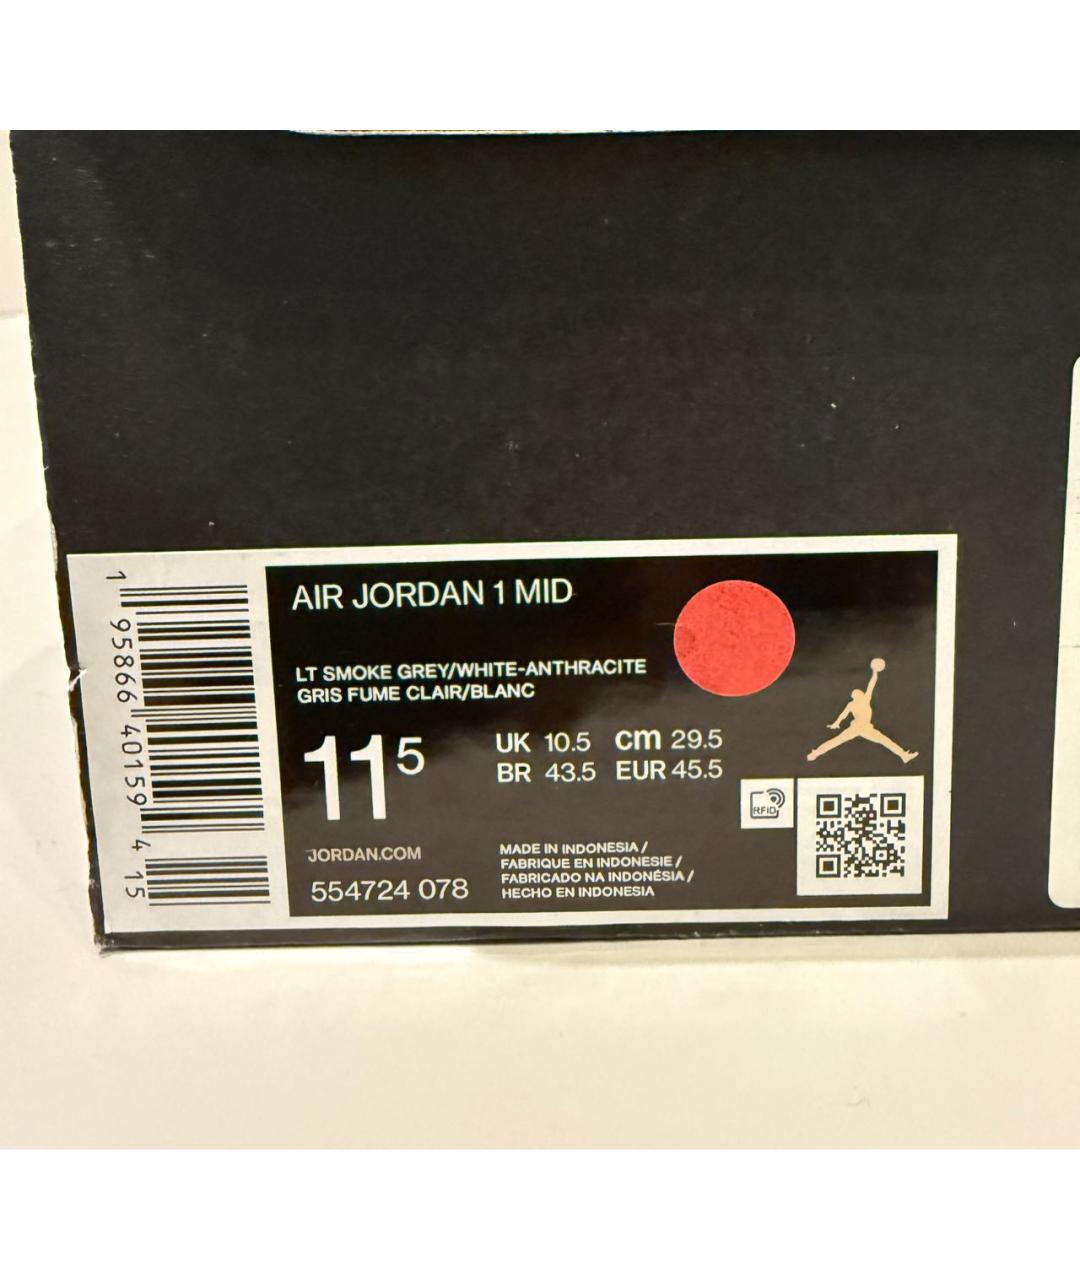 AIR JORDAN 1 MID
LT SMOKE GREY/WHITE-ANTHRACITE
GRIS FUME CLAIR/BLANC
11 5
UK 10.5 cm 29.5
BR 43.5 EUR 45.5
RFID
JORDAN.COM
554724 078
MADE IN INDONESIA /
FABRIQUE EN INDONESIE /
FABRICADO NA INDONÉSIA /
HECHO EN INDONESIA
1 95866 40159 4 15